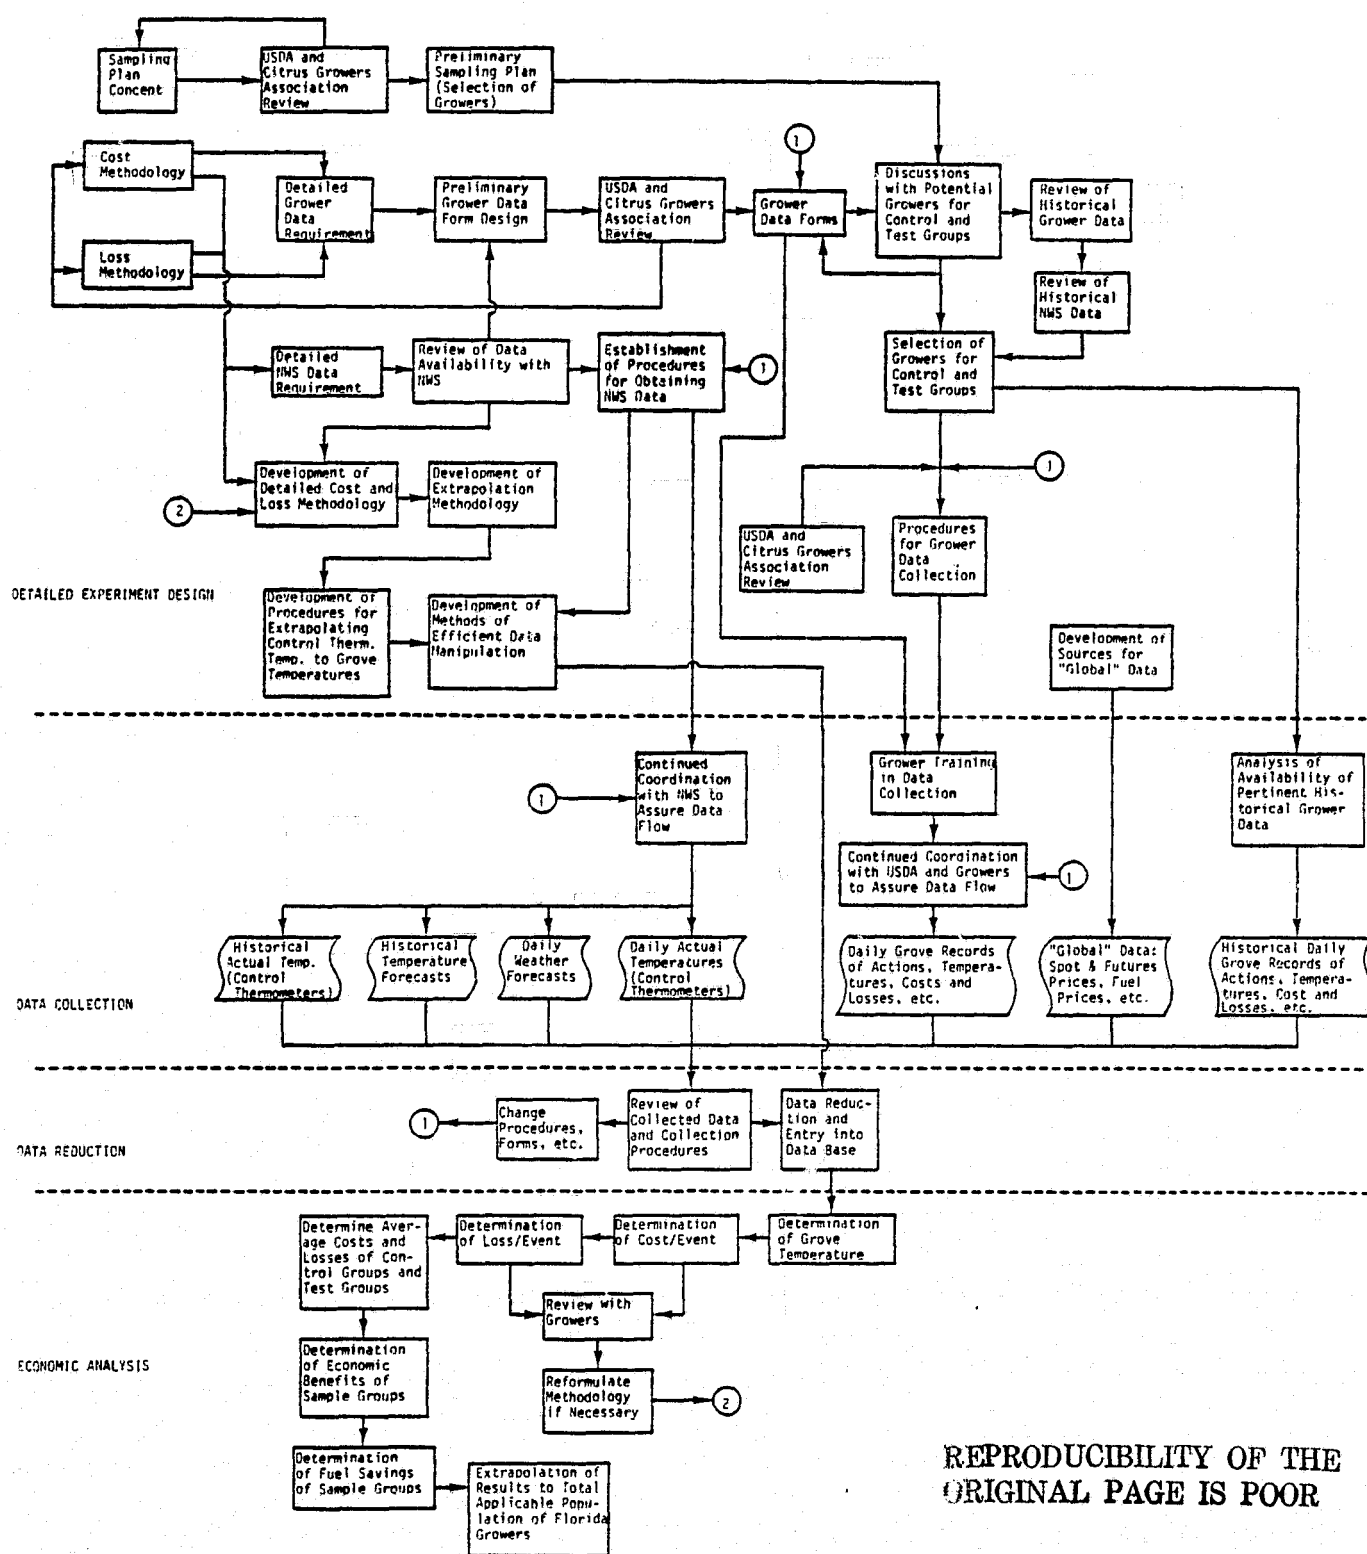 Sampling
Plan
Concent
USDA and
Citrus Growers
Association
Review
Preliminary
Sampling Plan
(Selection of
Growers)
Cost
Methodology
Loss
Methodology
Detailed
Grower
Data
Requirement
Preliminary
Grower Data
Form Design
USDA and
Citrus Growers
Association
Review
1
Grower
Data Forms
Discussions
with Potential
Growers for
Control and
Test Groups
Review of
Historical
Grower Data
Review of
Historical
NWS Data
Detailed
NWS Data
Requirement
Review of Data
Availability with
NWS
Establishment
of Procedures
for Obtaining
NWS Data
1
Selection of
Growers for
Control and
Test Groups
2
Development of
Detailed Cost and
Loss Methodology
Development of
Extrapolation
Methodology
1
USDA and
Citrus Growers
Association
Review
Procedures
for Grower
Data
Collection
DETAILED EXPERIMENT DESIGN
Development of
Procedures for
Extrapolating
Control Therm.
Temp. to Grove
Temperatures
Development of
Methods of
Efficient Data
Manipulation
Development of
Sources for
"Global" Data
1
Continued
Coordination
with NWS to
Assure Data
Flow
Grower Training
in Data
Collection
Analysis of
Availability of
Pertinent His-
torical Grower
Data
Continued Coordination
with USDA and Growers
to Assure Data Flow
1
DATA COLLECTION
Historical
Actual Temp.
(Control
Thermometers)
Historical
Temperature
Forecasts
Daily
Weather
Forecasts
Daily Actual
Temperatures
(Control
Thermometers)
Daily Grove Records
of Actions, Tempera-
tures, Costs and
Losses, etc.
"Global" Data:
Spot & Futures
Prices, Fuel
Prices, etc.
Historical Daily
Grove Records of
Actions, Tempera-
tures, Cost and
Losses, etc.
DATA REDUCTION
1
Change
Procedures,
Forms, etc.
Review of
Collected Data
and Collection
Procedures
Data Reduc-
tion and
Entry into
Data Base
Determine Aver-
age Costs and
Losses of Con-
trol Groups and
Test Groups
Determination
of Loss/Event
Determination
of Cost/Event
Determination
of Grove
Temperature
Review with
Growers
ECONOMIC ANALYSIS
Determination
of Economic
Benefits of
Sample Groups
Reformulate
Methodology
if Necessary
2
Determination
of Fuel Savings
of Sample Groups
Extrapolation of
Results to Total
Applicable Popu-
lation of Florida
Growers
REPRODUCIBILITY OF THE
ORIGINAL PAGE IS POOR